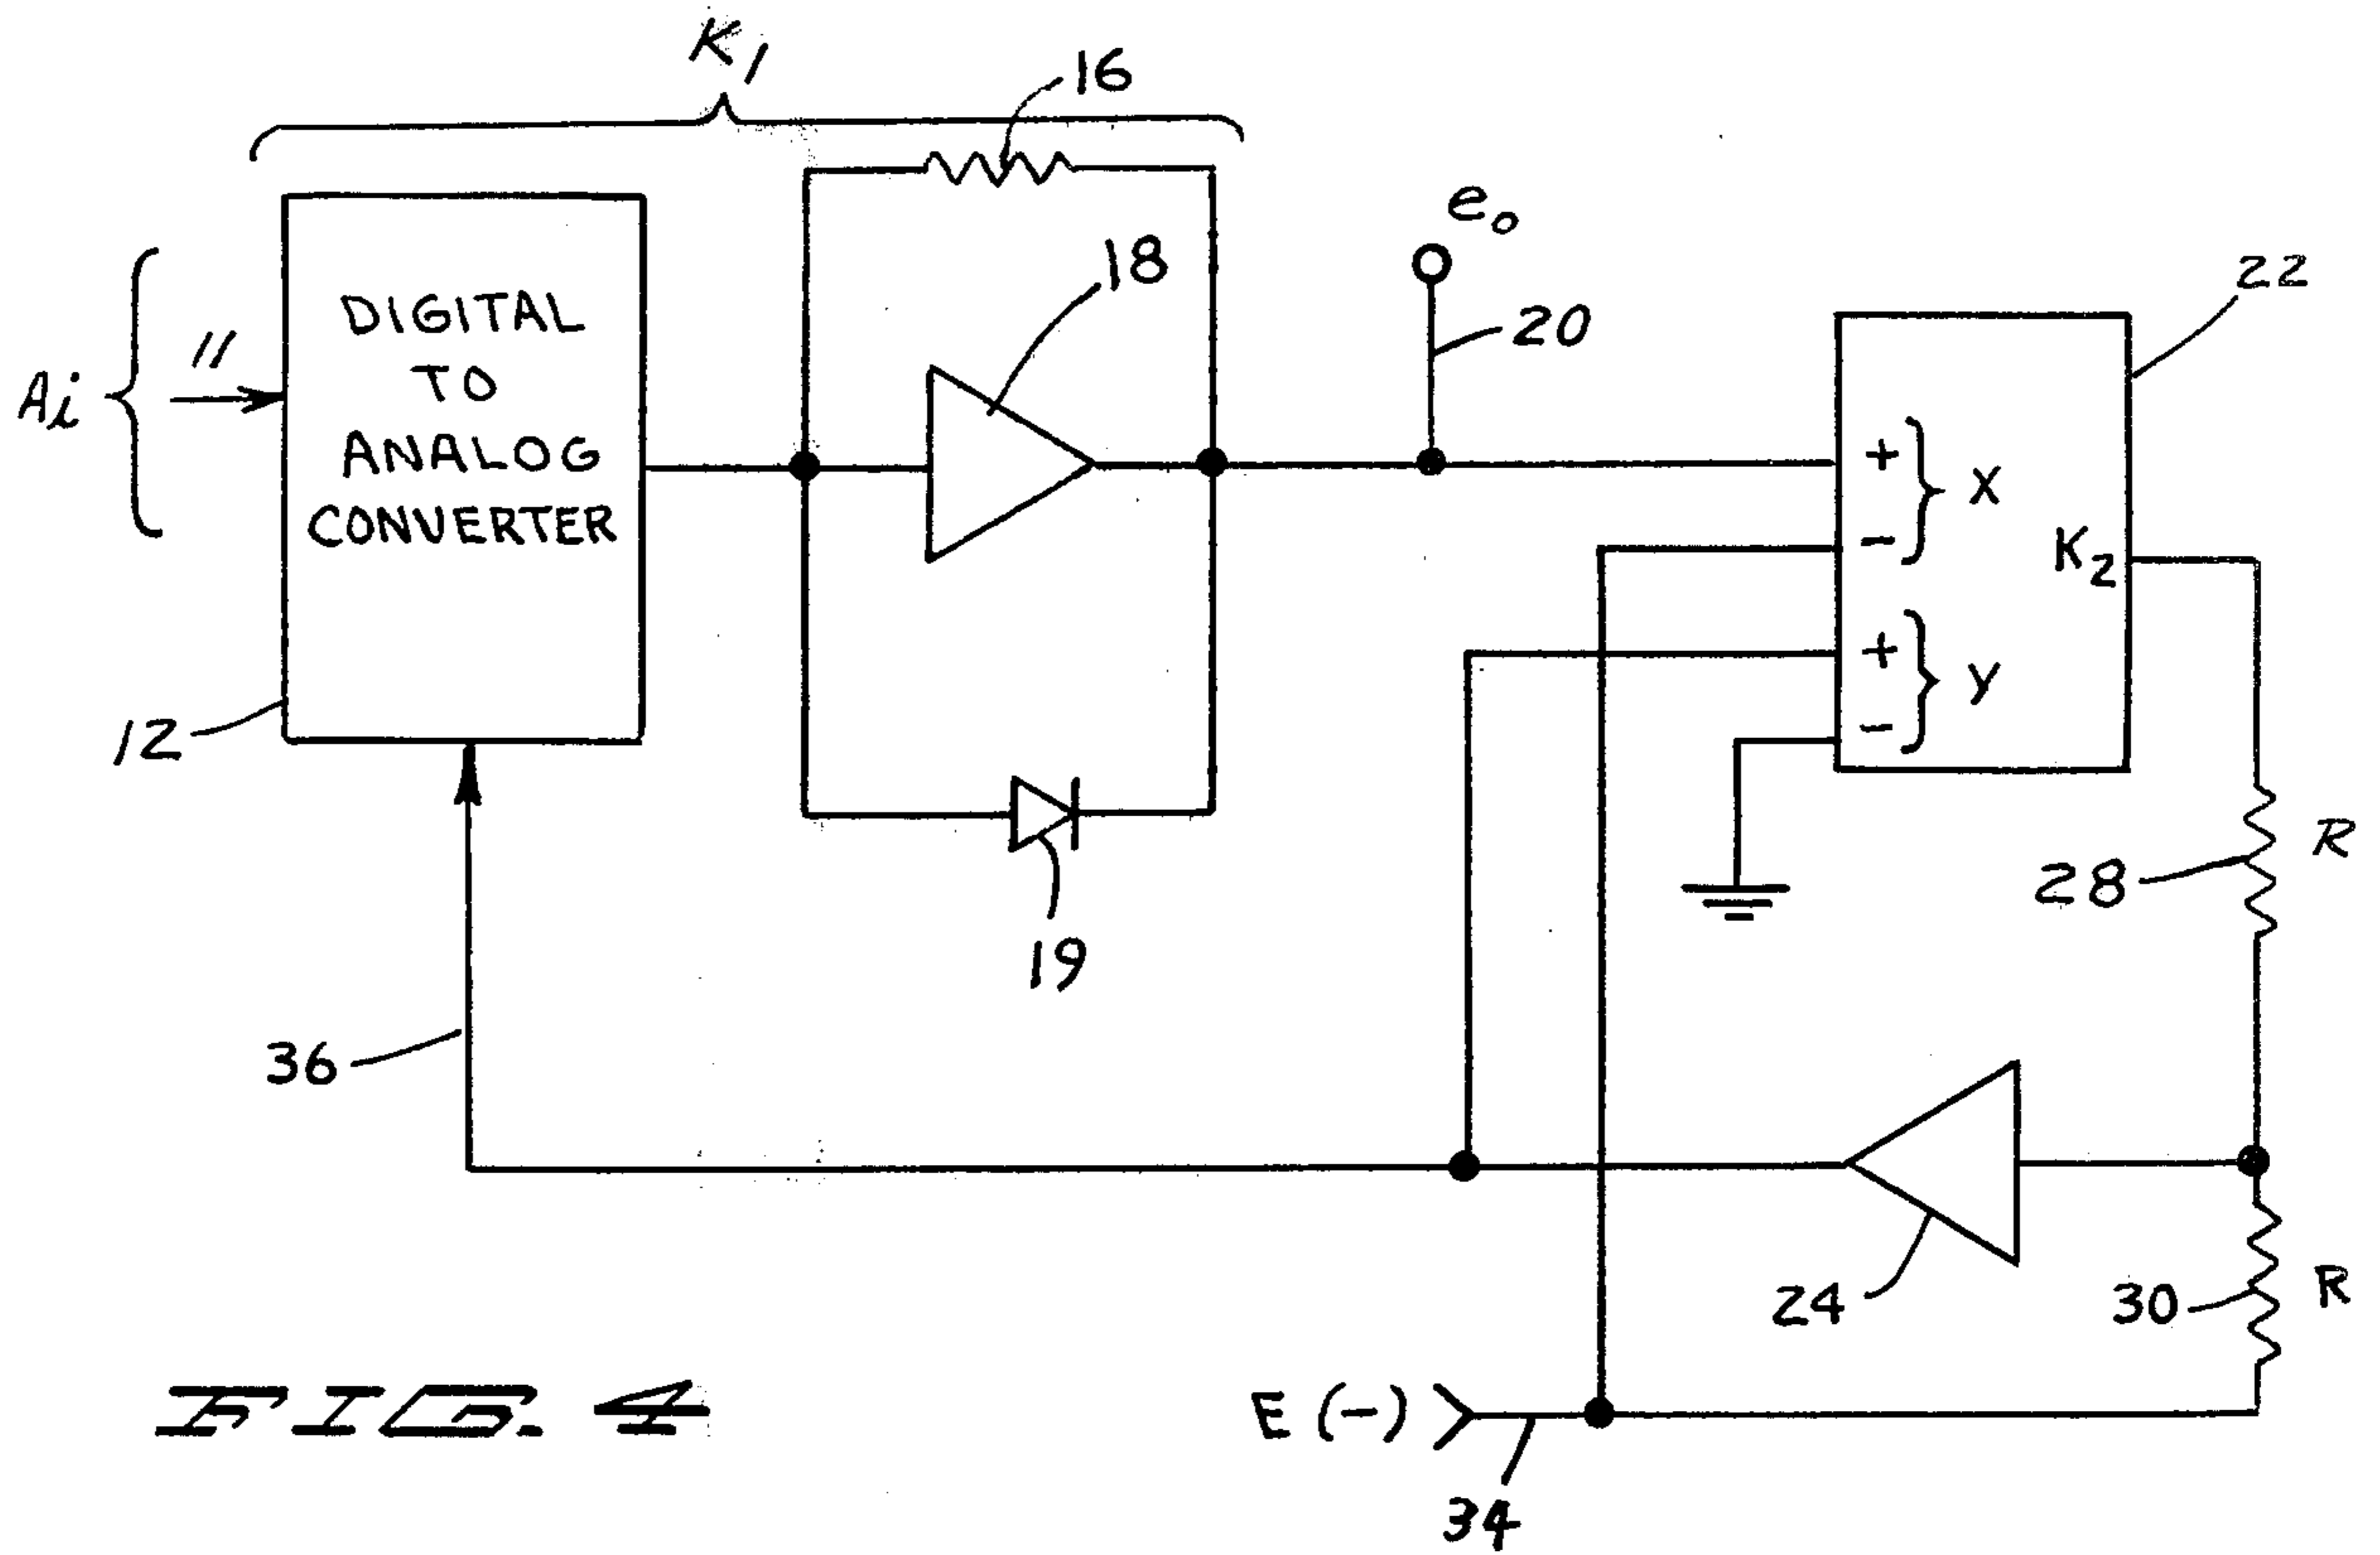 K1
16
Ai
11
DIGITAL
TO
ANALOG
CONVERTER
12
18
19
e0
20
22
+
-
X
K2
+
-
Y
28
R
36
24
30
R
E (-)
34
FIG. 4